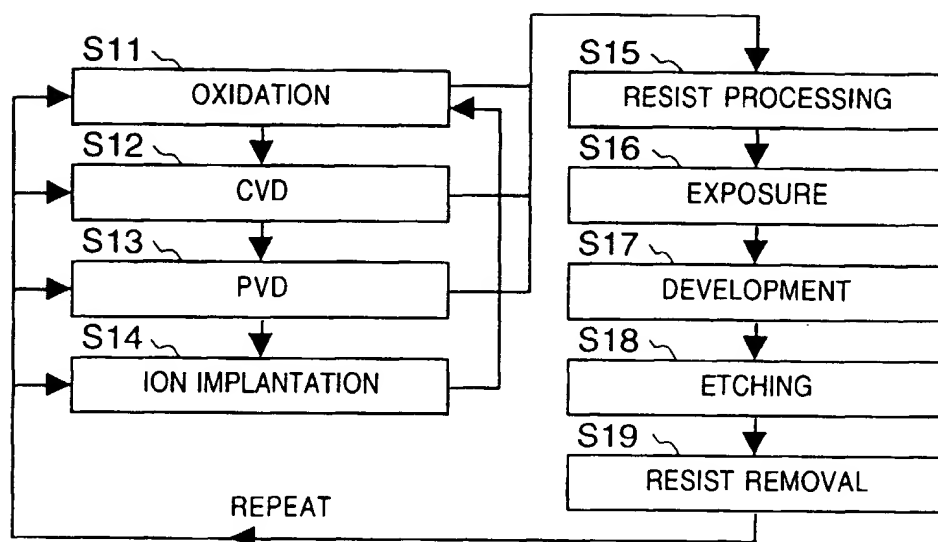 S11
OXIDATION
S12
CVD
S13
PVD
S14
ION IMPLANTATION
S15
RESIST PROCESSING
S16
EXPOSURE
S17
DEVELOPMENT
S18
ETCHING
S19
RESIST REMOVAL
REPEAT